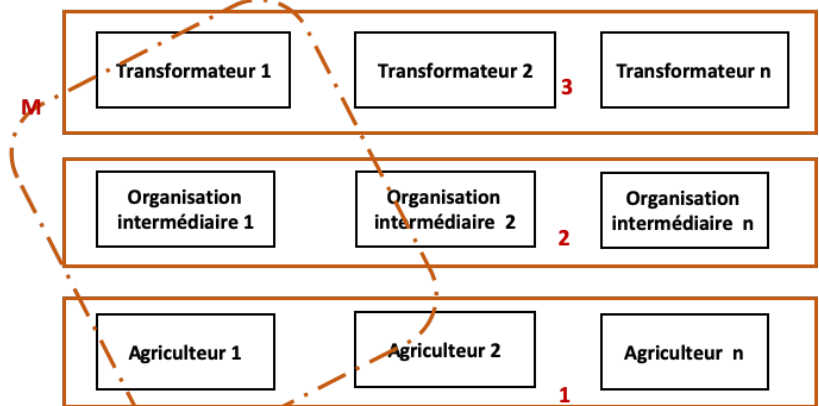 Transformateur 1
Transformateur 2
Transformateur n
3
M
Organisation
intermédiaire 1
Organisation
intermédiaire 2
Organisation
intermédiaire n
2
Agriculteur 1
Agriculteur 2
Agriculteur n
1